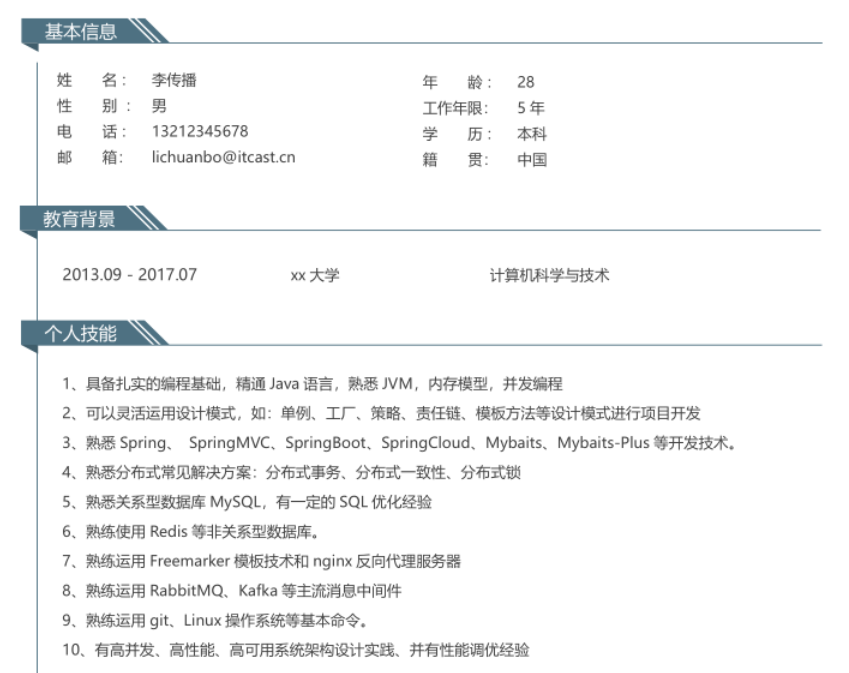 基本信息
姓 名： 李传播 年 龄： 28
性 别： 男 工作年限： 5 年
电 话： 13212345678 学 历： 本科
邮 箱： lichuanbo@itcast.cn 籍 贯： 中国
教育背景
2013.09 - 2017.07 xx 大学 计算机科学与技术
个人技能
1、具备扎实的编程基础，精通 Java 语言，熟悉 JVM，内存模型，并发编程
2、可以灵活运用设计模式，如：单例、工厂、策略、责任链、模板方法等设计模式进行项目开发
3、熟悉 Spring、 SpringMVC、SpringBoot、SpringCloud、Mybaits、Mybaits-Plus 等开发技术。
4、熟悉分布式常见解决方案：分布式事务、分布式一致性、分布式锁
5、熟悉关系型数据库 MySQL，有一定的 SQL 优化经验
6、熟练使用 Redis 等非关系型数据库。
7、熟练运用 Freemarker 模板技术和 nginx 反向代理服务器
8、熟练运用 RabbitMQ、Kafka 等主流消息中间件
9、熟练运用 git、Linux 操作系统等基本命令。
10、有高并发、高性能、高可用系统架构设计实践、并有性能调优经验